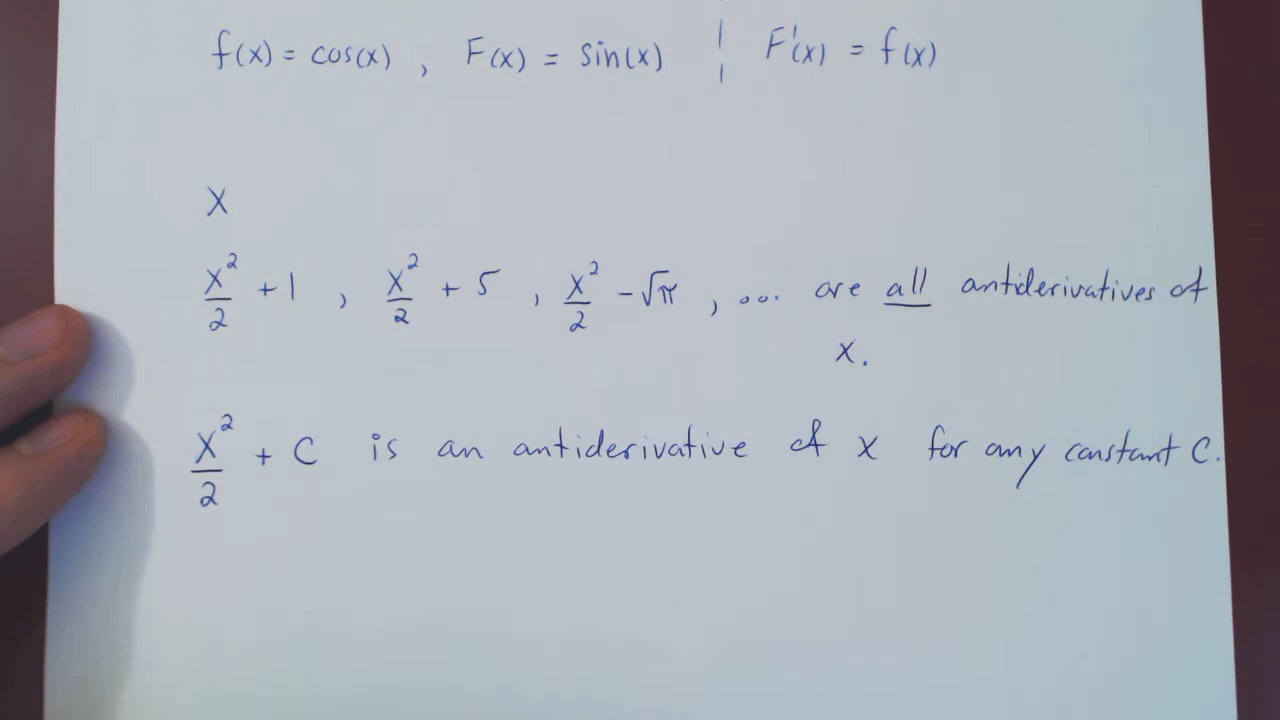 f(x) = cos(x) , F(x) = sin(x) ¦ F'(x) = f(x)
x
x²/2 + 1 , x²/2 + 5 , x²/2 - √π , ... are all antiderivatives of
x.
x²/2 + C is an antiderivative of x for any constant C.